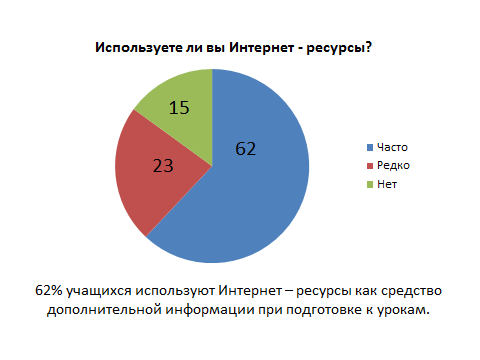 Используете ли вы Интернет - ресурсы?
15
62
23
Часто
Редко
Нет
62% учащихся используют Интернет – ресурсы как средство
дополнительной информации при подготовке к урокам.